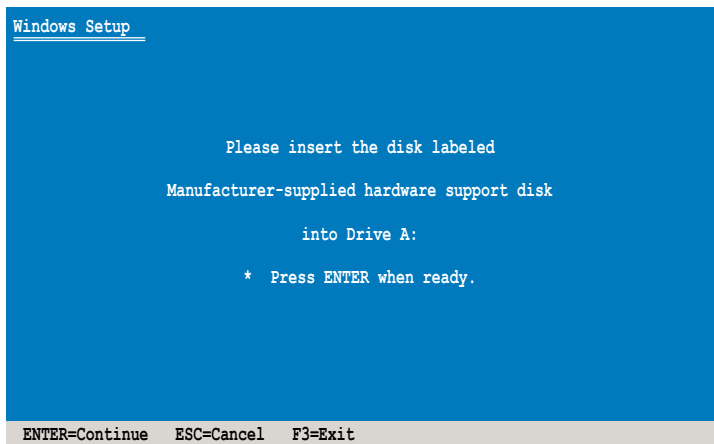 Windows Setup
Please insert the disk labeled
Manufacturer-supplied hardware support disk
into Drive A:
* Press ENTER when ready.
ENTER=Continue ESC=Cancel F3=Exit